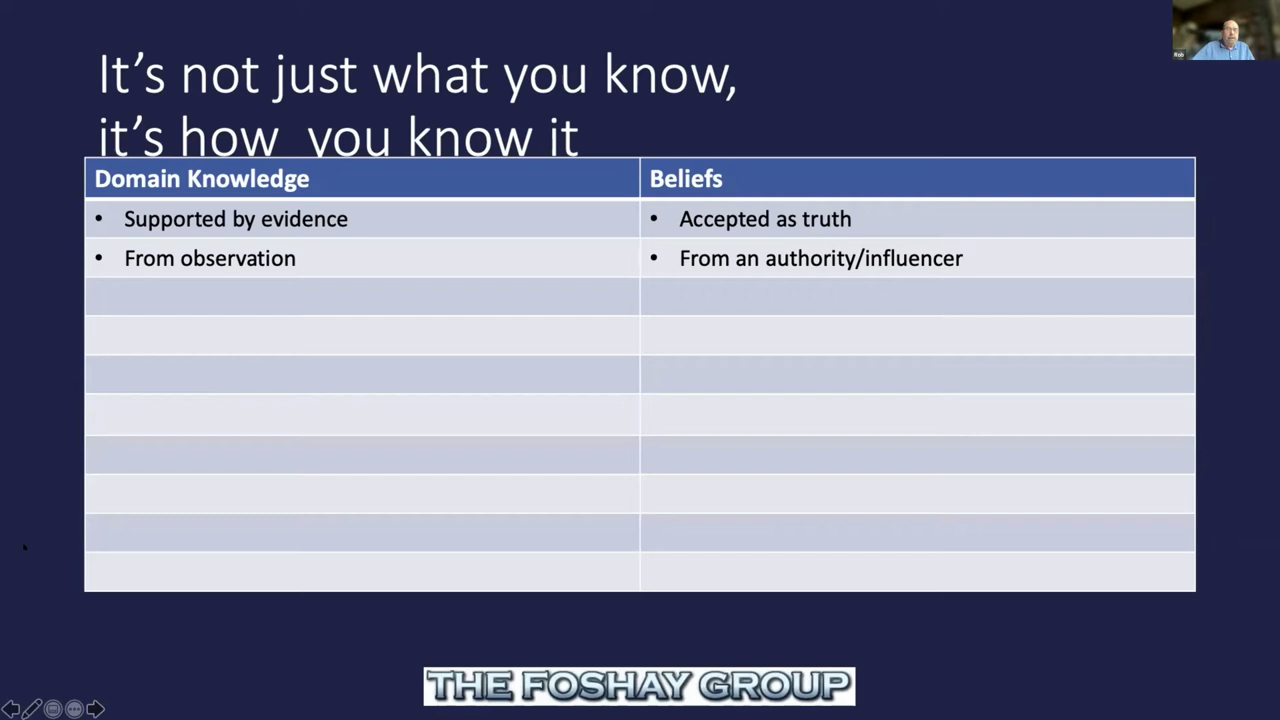 It’s not just what you know,
it’s how  you know it
Domain Knowledge
Beliefs
• Supported by evidence
• Accepted as truth
• From observation
• From an authority/influencer
THE FOSHAY GROUP
Rob